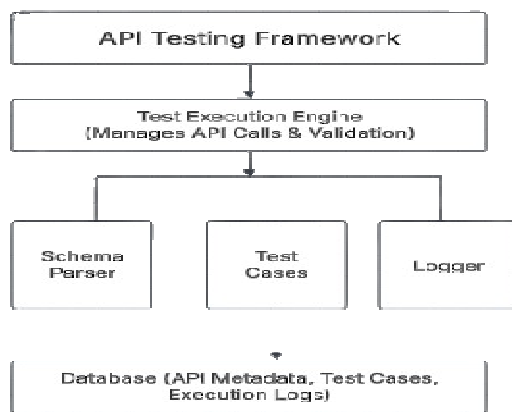 API Testing Framework
Test Execution Engine
(Manages API Calls & Validation)
Schema
Parser
Test
Cases
Logger
Database (API Metadata, Test Cases,
Execution Logs)